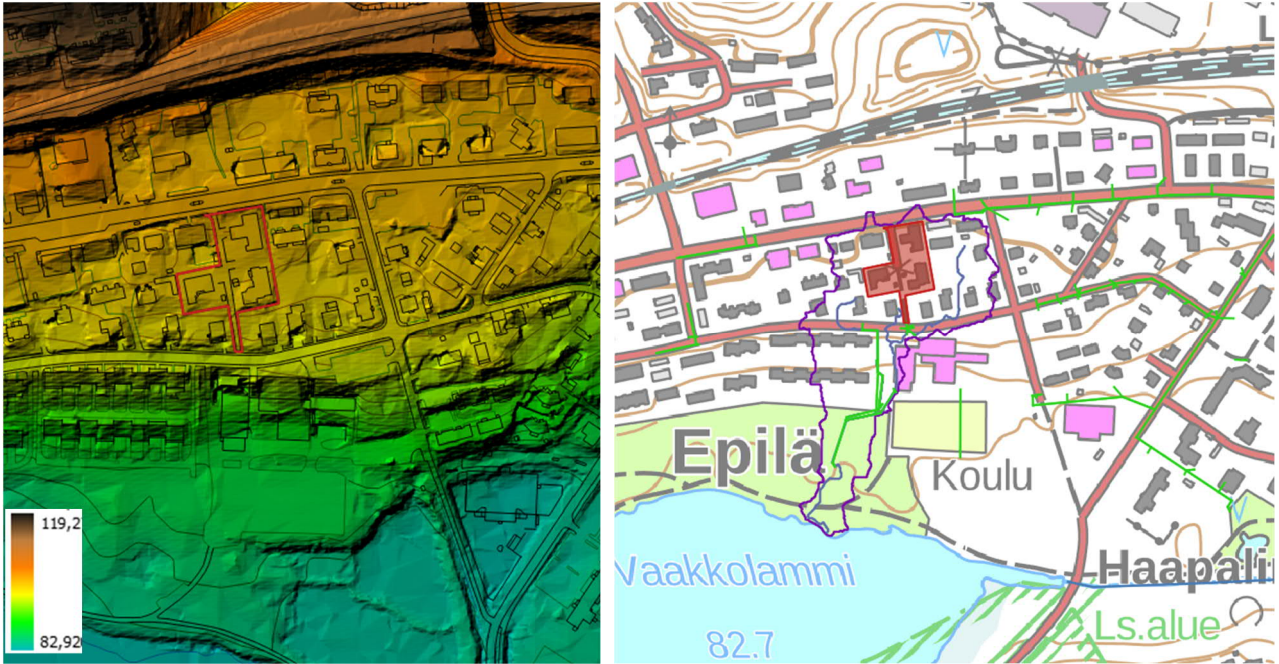 119,2
82,92
Epilä
Koulu
Vaakkolammi
82.7
Haapali
Ls.alue
L